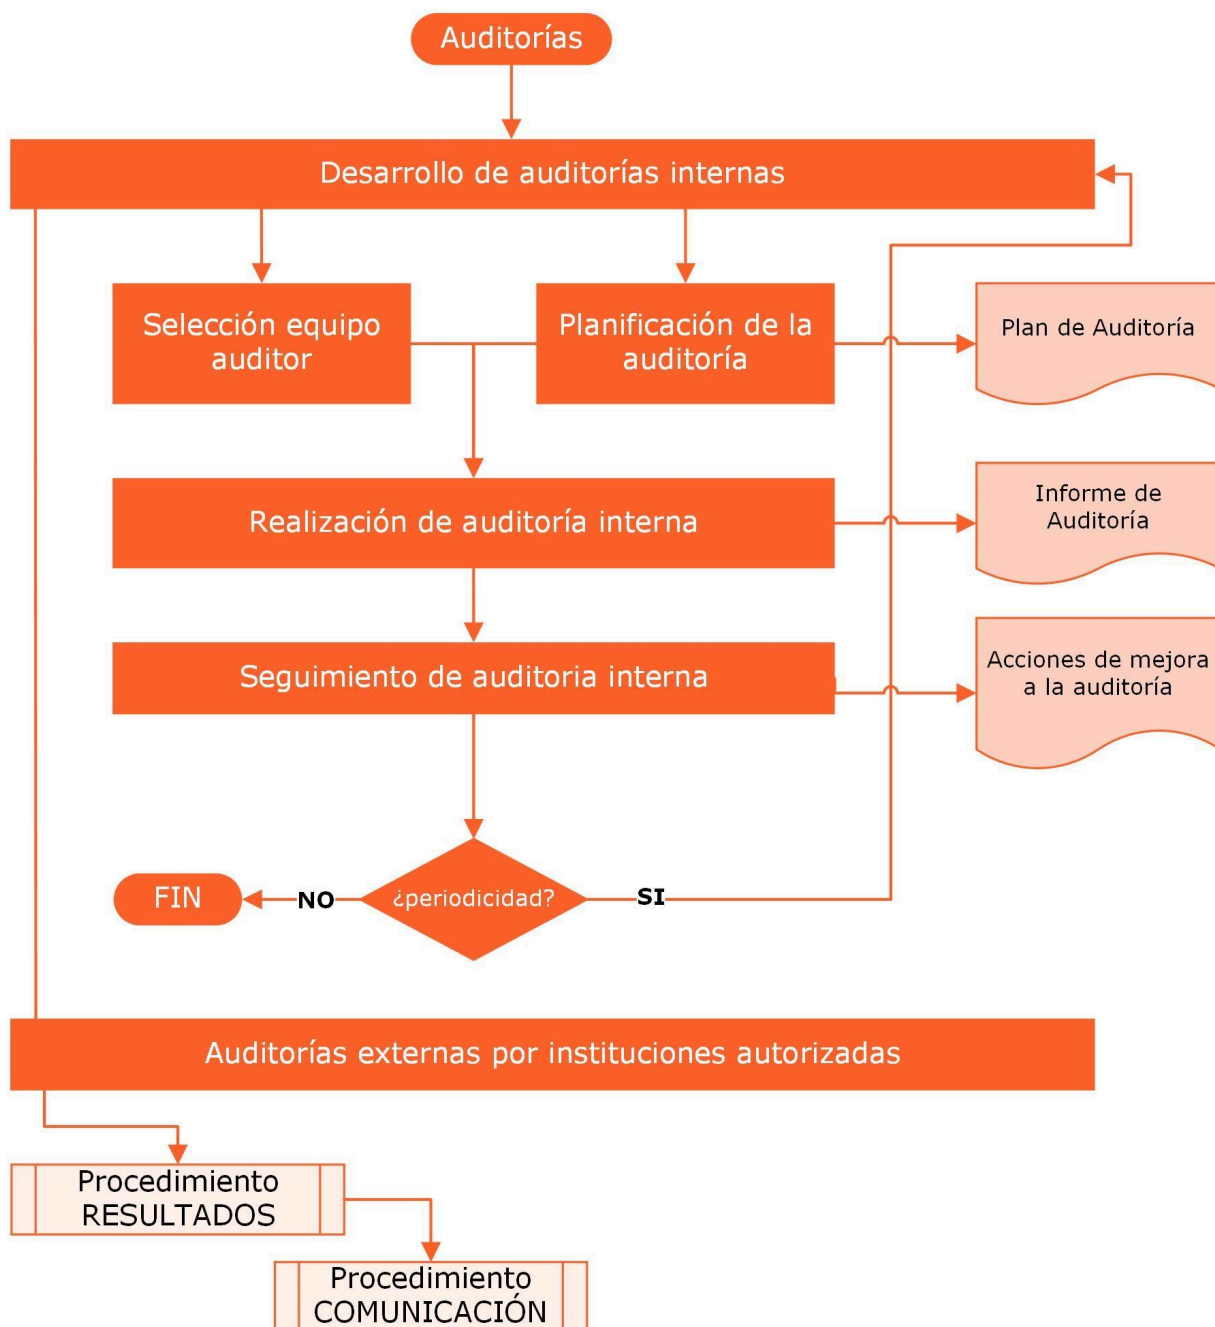 Auditorías
Desarrollo de auditorías internas
Selección equipo
auditor
Planificación de la
auditoría
Plan de Auditoría
Realización de auditoría interna
Informe de
Auditoría
Seguimiento de auditoria interna
Acciones de mejora
a la auditoría
¿periodicidad?
NO
FIN
SI
Auditorías externas por instituciones autorizadas
Procedimiento
RESULTADOS
Procedimiento
COMUNICACIÓN